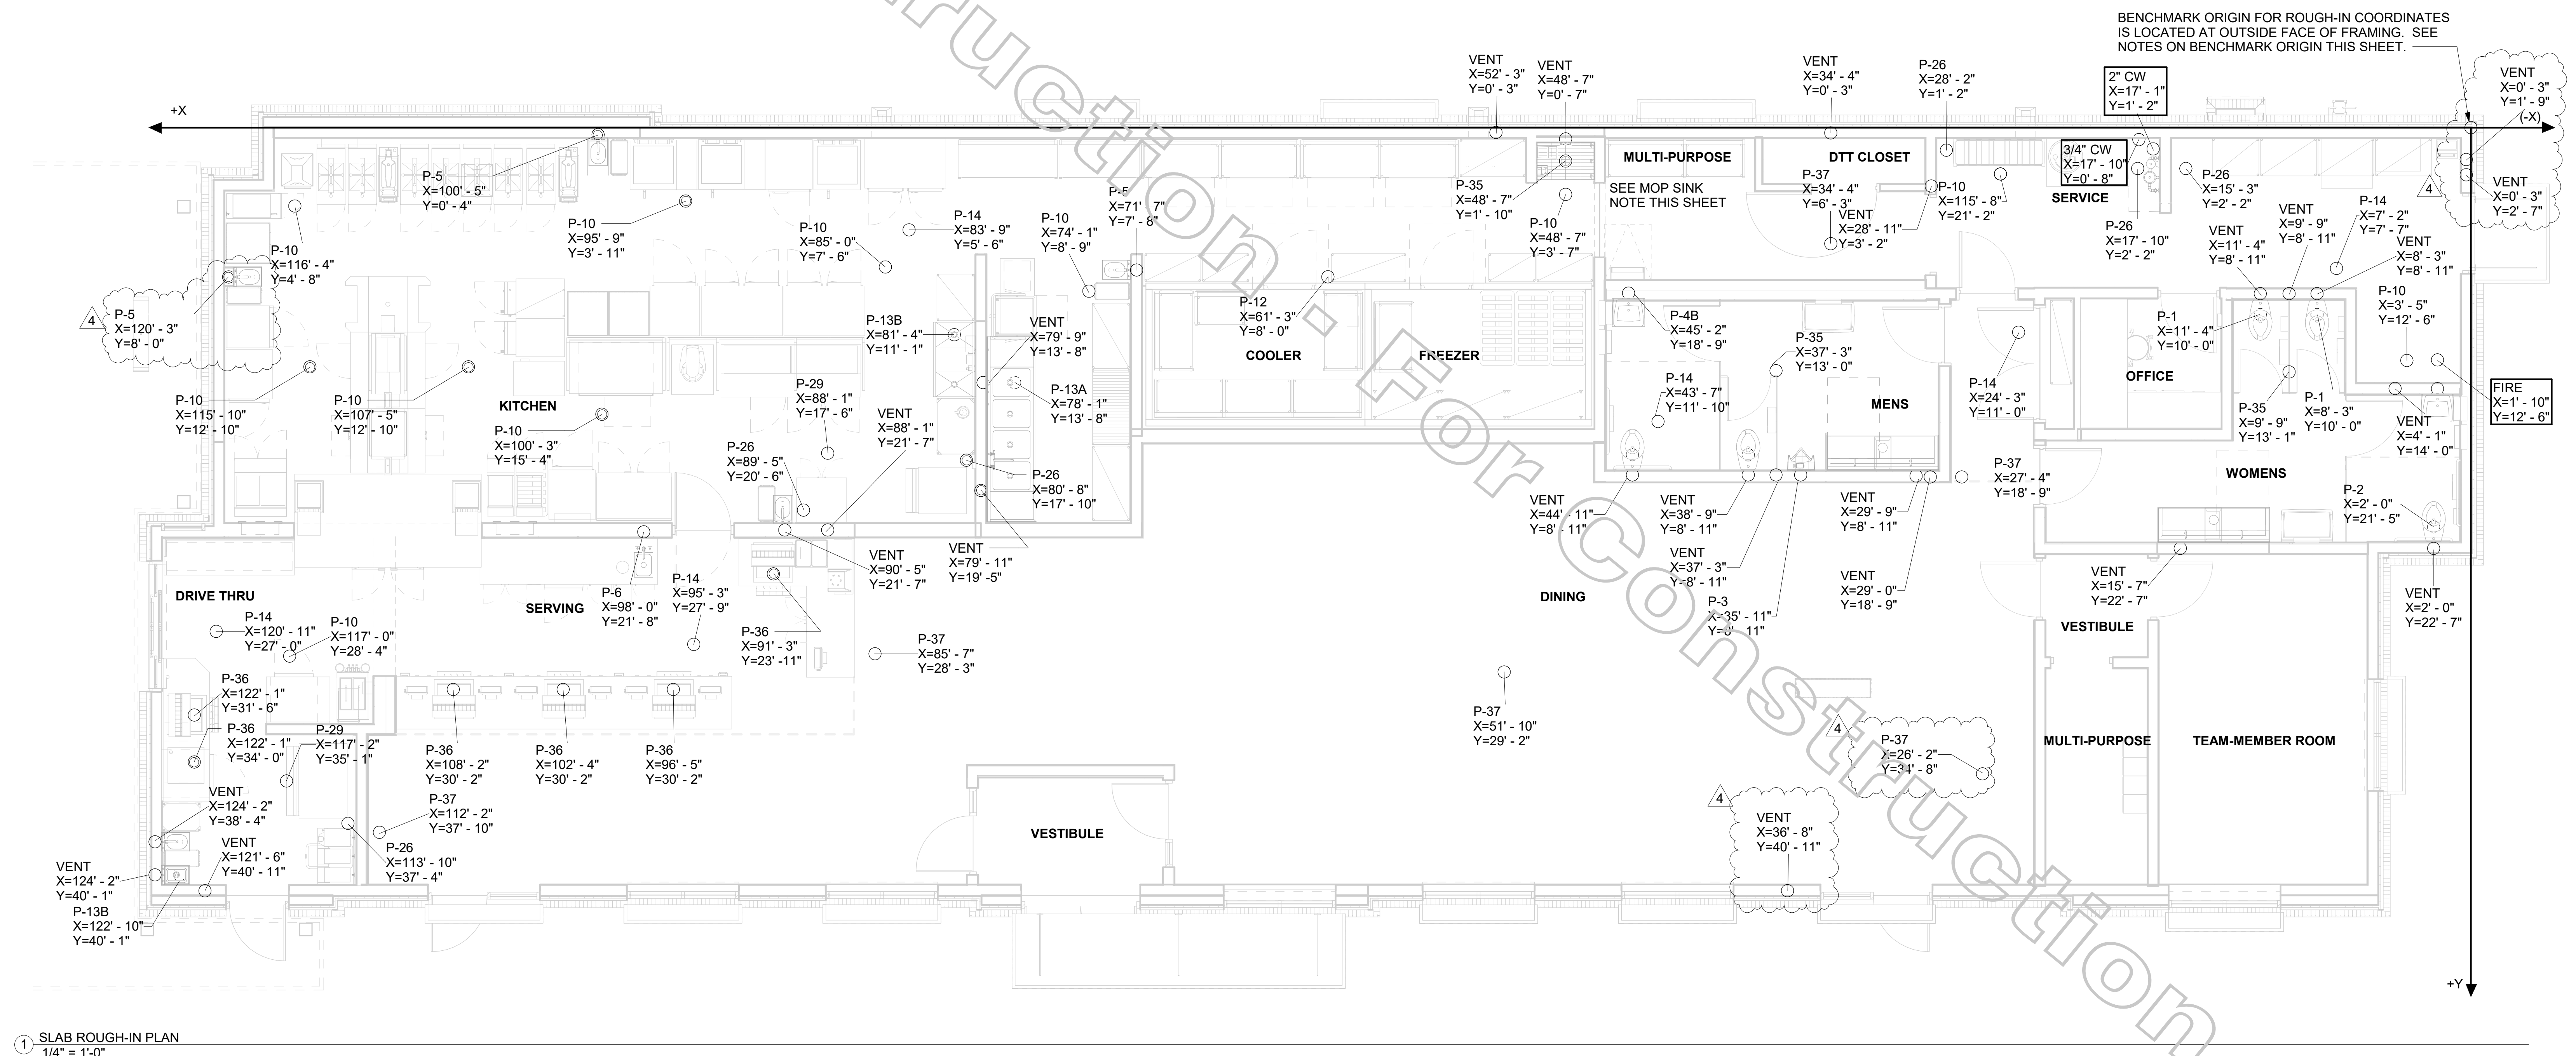 BENCHMARK ORIGIN FOR ROUGH-IN COORDINATES
IS LOCATED AT OUTSIDE FACE OF FRAMING.  SEE
NOTES ON BENCHMARK ORIGIN THIS SHEET.
+X
VENT
X=52' - 3"
Y=0' - 3"
VENT
X=48' - 7"
Y=0' - 7"
VENT
X=34' - 4"
Y=0' - 3"
P-26
X=28' - 2"
Y=1' - 2"
2" CW
X=17' - 1"
Y=1' - 2"
VENT
X=0' - 3"
Y=1' - 9"
(-X)
3/4" CW
X=17' - 10"
Y=0' - 8"
4
VENT
X=0' - 3"
Y=2' - 7"
P-5
X=100' - 5"
Y=0' - 4"
P-10
X=95' - 9"
Y=3' - 11"
P-10
X=85' - 0"
Y=7' - 6"
P-14
X=83' - 9"
Y=5' - 6"
P-10
X=74' - 1"
Y=8' - 9"
P-5
X=71' - 7"
Y=7' - 8"
P-35
X=48' - 7"
Y=1' - 10"
P-10
X=48' - 7"
Y=3' - 7"
MULTI-PURPOSE
SEE MOP SINK
NOTE THIS SHEET
DTT CLOSET
P-37
X=34' - 4"
Y=6' - 3"
VENT
X=28' - 11"
Y=3' - 2"
P-10
X=115' - 8"
Y=21' - 2"
SERVICE
P-26
X=17' - 10"
Y=2' - 2"
P-26
X=15' - 3"
Y=2' - 2"
VENT
X=11' - 4"
Y=8' - 11"
VENT
X=9' - 9"
Y=8' - 11"
P-14
X=7' - 2"
Y=7' - 7"
VENT
X=8' - 3"
Y=8' - 11"
P-10
X=3' - 5"
Y=12' - 6"
P-10
X=116' - 4"
Y=4' - 8"
4
P-5
X=120' - 3"
Y=8' - 0"
P-10
X=115' - 10"
Y=12' - 10"
P-10
X=107' - 5"
Y=12' - 10"
KITCHEN
P-10
X=100' - 3"
Y=15' - 4"
P-13B
X=81' - 4"
Y=11' - 1"
VENT
X=79' - 9"
Y=13' - 8"
P-13A
X=78' - 1"
Y=13' - 8"
P-29
X=88' - 1"
Y=17' - 6"
VENT
X=88' - 1"
Y=21' - 7"
P-26
X=89' - 5"
Y=20' - 6"
P-26
X=80' - 8"
Y=17' - 10"
P-12
X=61' - 3"
Y=8' - 0"
COOLER
FREEZER
P-4B
X=45' - 2"
Y=18' - 9"
P-35
X=37' - 3"
Y=13' - 0"
P-14
X=43' - 7"
Y=11' - 10"
MENS
P-14
X=24' - 3"
Y=11' - 0"
P-1
X=11' - 4"
Y=10' - 0"
OFFICE
P-35
X=9' - 9"
Y=13' - 1"
P-1
X=8' - 3"
Y=10' - 0"
FIRE
X=1' - 10"
Y=12' - 6"
VENT
X=4' - 1"
Y=14' - 0"
P-37
X=27' - 4"
Y=18' - 9"
WOMENS
P-2
X=2' - 0"
Y=21' - 5"
VENT
X=44' - 11"
Y=8' - 11"
VENT
X=38' - 9"
Y=8' - 11"
VENT
X=29' - 9"
Y=8' - 11"
VENT
X=37' - 3"
Y=8' - 11"
VENT
X=29' - 0"
Y=18' - 9"
P-3
X=35' - 11"
Y=8' - 11"
VENT
X=15' - 7"
Y=22' - 7"
VENT
X=2' - 0"
Y=22' - 7"
VENT
X=90' - 5"
Y=21' - 7"
VENT
X=79' - 11"
Y=19' -5"
DRIVE THRU
SERVING
P-6
X=98' - 0"
Y=21' - 8"
P-14
X=95' - 3"
Y=27' - 9"
P-14
X=120' - 11"
Y=27' - 0"
P-10
X=117' - 0"
Y=28' - 4"
P-36
X=91' - 3"
Y=23' -11"
P-37
X=85' - 7"
Y=28' - 3"
DINING
VESTIBULE
P-36
X=122' - 1"
Y=31' - 6"
P-36
X=122' - 1"
Y=34' - 0"
P-29
X=117' - 2"
Y=35' - 1"
P-36
X=108' - 2"
Y=30' - 2"
P-36
X=102' - 4"
Y=30' - 2"
P-36
X=96' - 5"
Y=30' - 2"
P-37
X=51' - 10"
Y=29' - 2"
4
P-37
X=26' - 2"
Y=34' - 8"
MULTI-PURPOSE
TEAM-MEMBER ROOM
VENT
X=124' - 2"
Y=38' - 4"
P-37
X=112' - 2"
Y=37' - 10"
VESTIBULE
4
VENT
X=36' - 8"
Y=40' - 11"
VENT
X=121' - 6"
Y=40' - 11"
P-26
X=113' - 10"
Y=37' - 4"
VENT
X=124' - 2"
Y=40' - 1"
P-13B
X=122' - 10"
Y=40' - 1"
+Y
1 SLAB ROUGH-IN PLAN
1/4" = 1'-0"
ruction - For Construction